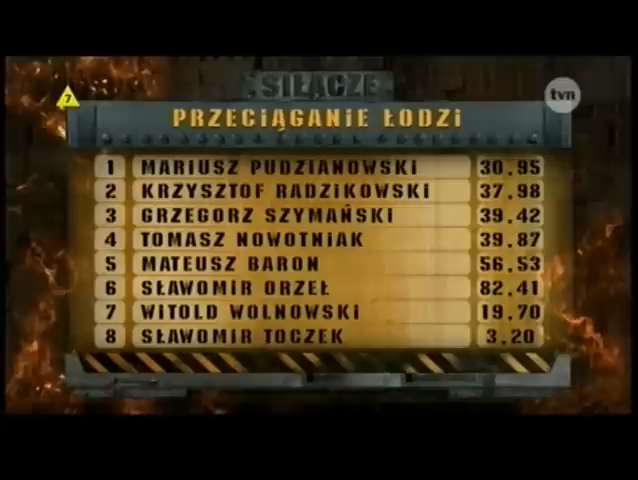 SIŁACZE
7
tvn
PRZECIĄGANIE ŁODZI
1 MARIUSZ PUDZIANOWSKI 30.95
2 KRZYSZTOF RADZIKOWSKI 37.98
3 GRZEGORZ SZYMAŃSKI 39.42
4 TOMASZ NOWOTNIAK 39.87
5 MATEUSZ BARON 56.53
6 SŁAWOMIR ORZEŁ 82.41
7 WITOLD WOLNOWSKI 19.70
8 SŁAWOMIR TOCZEK 3.20